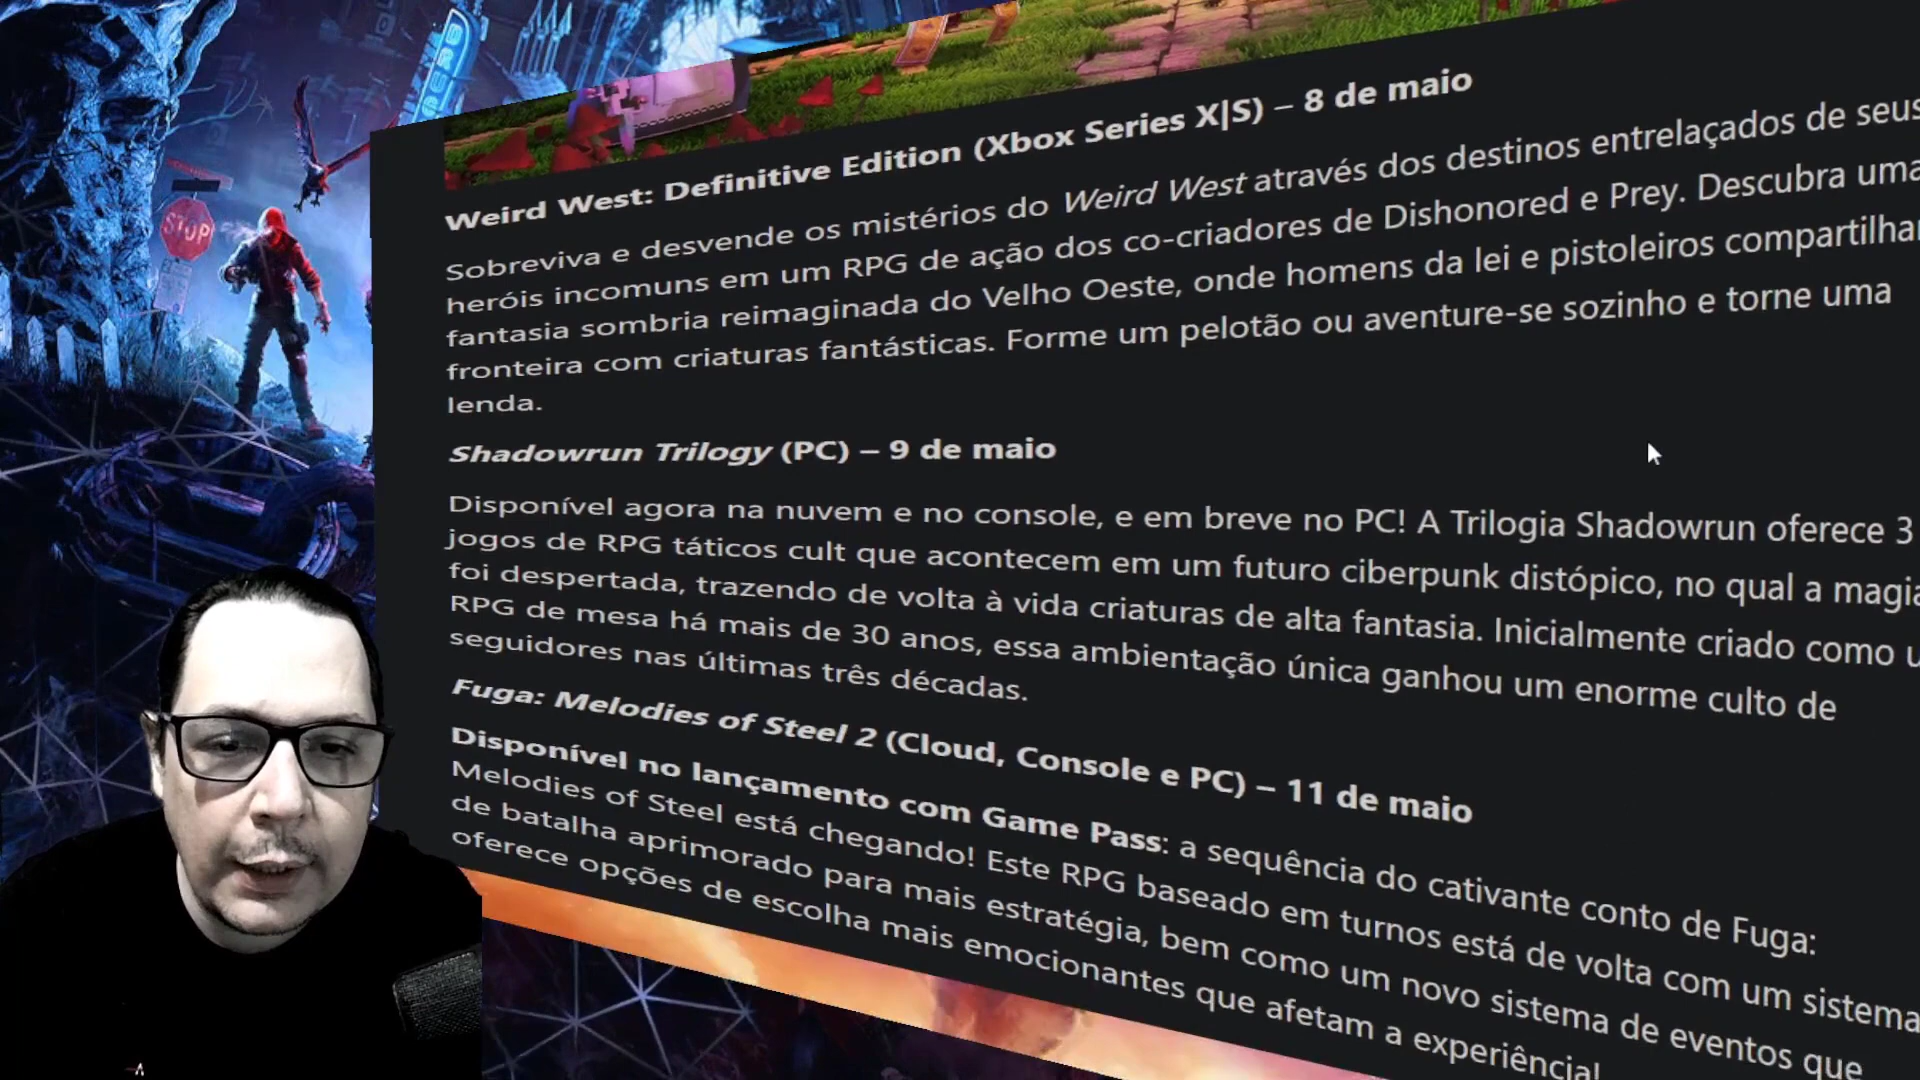 BRUEUR
STOP
Weird West: Definitive Edition (Xbox Series X|S) – 8 de maio
Sobreviva e desvende os mistérios do Weird West através dos destinos entrelaçados de seus
heróis incomuns em um RPG de ação dos co-criadores de Dishonored e Prey. Descubra uma
fantasia sombria reimaginada do Velho Oeste, onde homens da lei e pistoleiros compartilham
fronteira com criaturas fantásticas. Forme um pelotão ou aventure-se sozinho e torne uma
lenda.
Shadowrun Trilogy (PC) – 9 de maio
Disponível agora na nuvem e no console, e em breve no PC! A Trilogia Shadowrun oferece 3
jogos de RPG táticos cult que acontecem em um futuro ciberpunk distópico, no qual a magia
foi despertada, trazendo de volta à vida criaturas de alta fantasia. Inicialmente criado como
RPG de mesa há mais de 30 anos, essa ambientação única ganhou um enorme culto de
seguidores nas últimas três décadas.
Fuga: Melodies of Steel 2 (Cloud, Console e PC) – 11 de maio
Disponível no lançamento com Game Pass: a sequência do cativante conto de Fuga:
Melodies of Steel está chegando! Este RPG baseado em turnos está de volta com um sistema
de batalha aprimorado para mais estratégia, bem como um novo sistema de eventos que
oferece opções de escolha mais emocionantes que afetam a experiência!